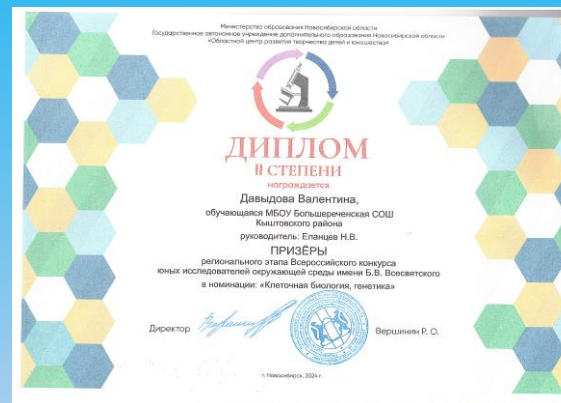 Министерство образования Новосибирской области
Государственное автономное учреждение дополнительного образования Новосибирской области
«Областной центр развития творчества детей и юношества»
ДИПЛОМ
II СТЕПЕНИ
награждается
Давыдова Валентина,
обучающаяся МБОУ Большереченская СОШ
Кыштовского района
руководитель: Еланцев Н.В.
ПРИЗЁРЫ
регионального этапа Всероссийского конкурса
юных исследователей окружающей среды имени Б.В. Всесвятского
в номинации: «Клеточная биология, генетика»
Директор
Вершинин Р. О.
г. Новосибирск, 2024 г.